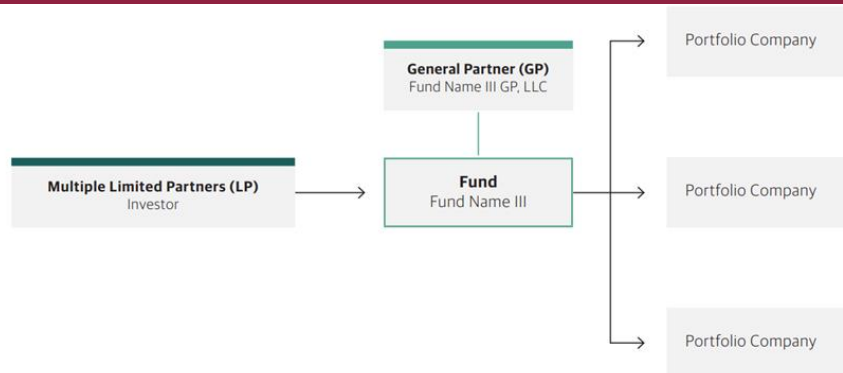 Portfolio Company
General Partner (GP)
Fund Name III GP, LLC
Multiple Limited Partners (LP)
Investor
Fund
Fund Name III
Portfolio Company
Portfolio Company